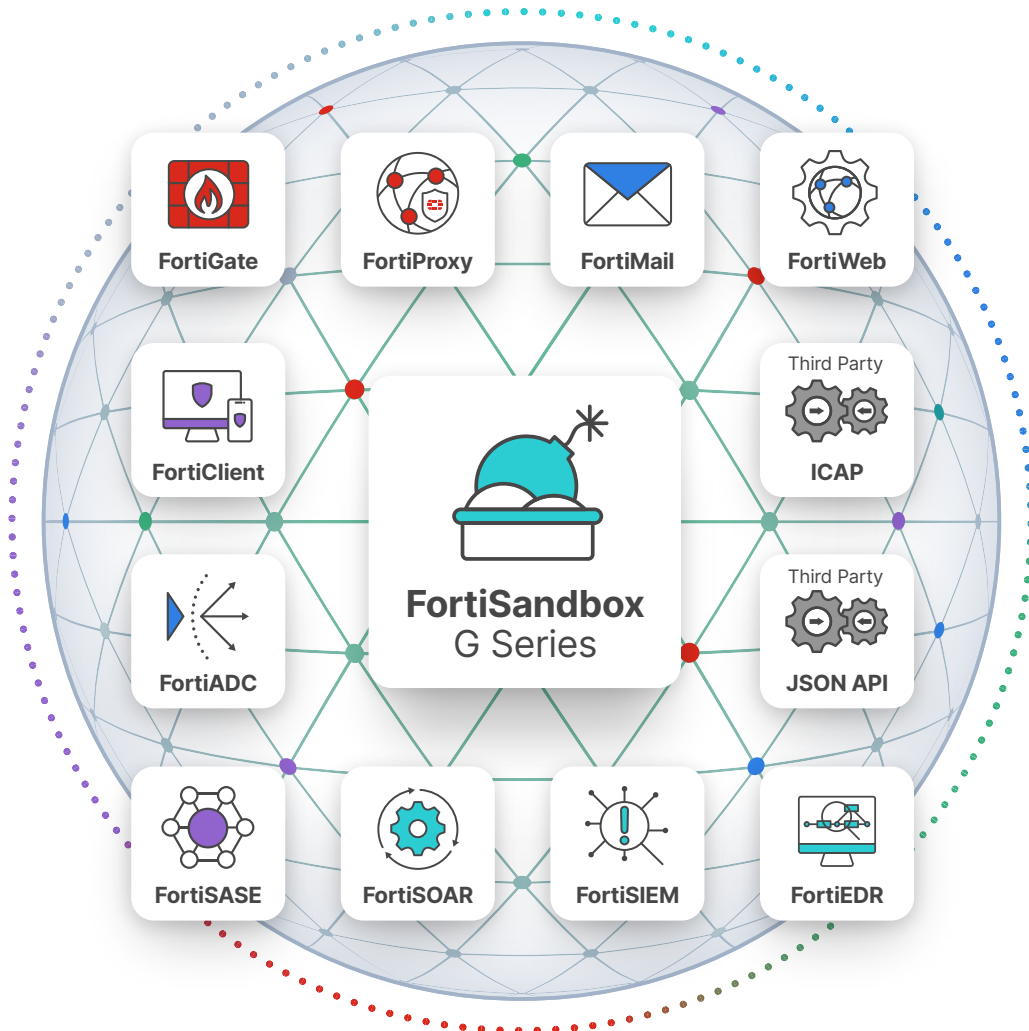 FortiGate
FortiProxy
FortiMail
FortiWeb
FortiClient
Third Party
ICAP
FortiSandbox
G Series
FortiADC
Third Party
JSON API
FortiSASE
FortiSOAR
FortiSIEM
FortiEDR